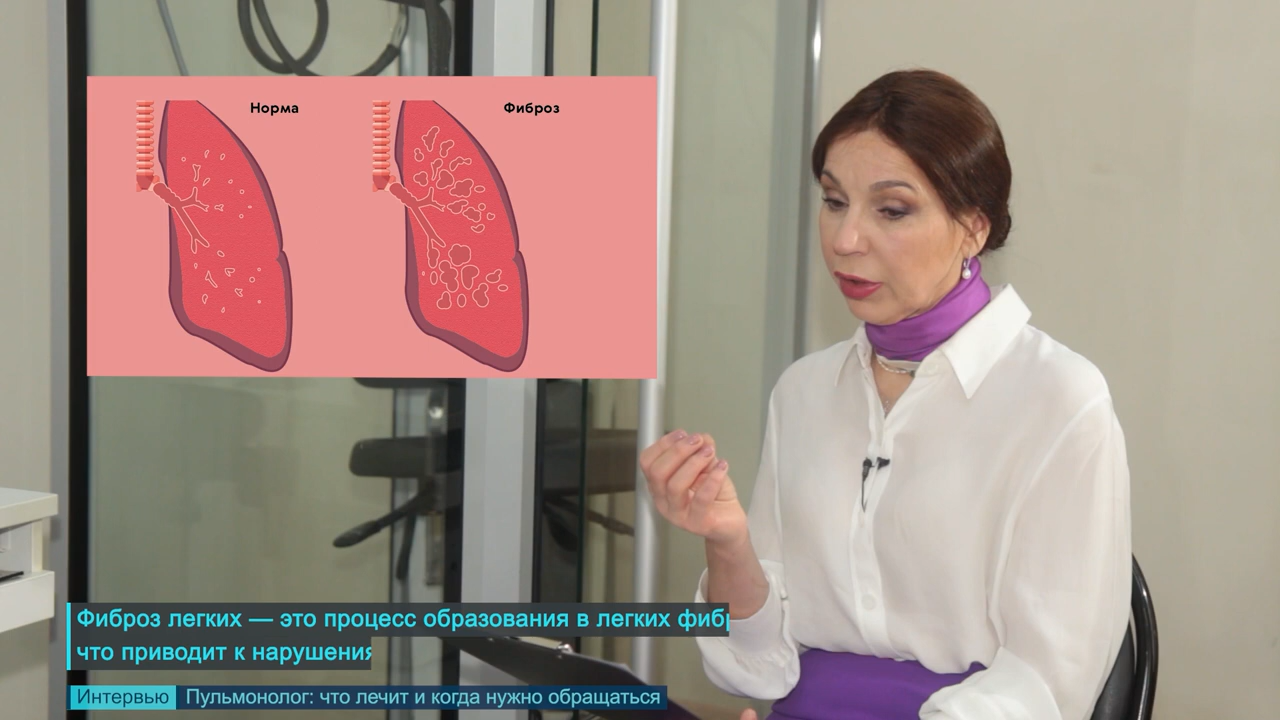 Норма
Фиброз
Фиброз легких — это процесс образования в легких
что приводит к нарушения
Интервью
Пульмонолог: что лечит и когда нужно обращаться